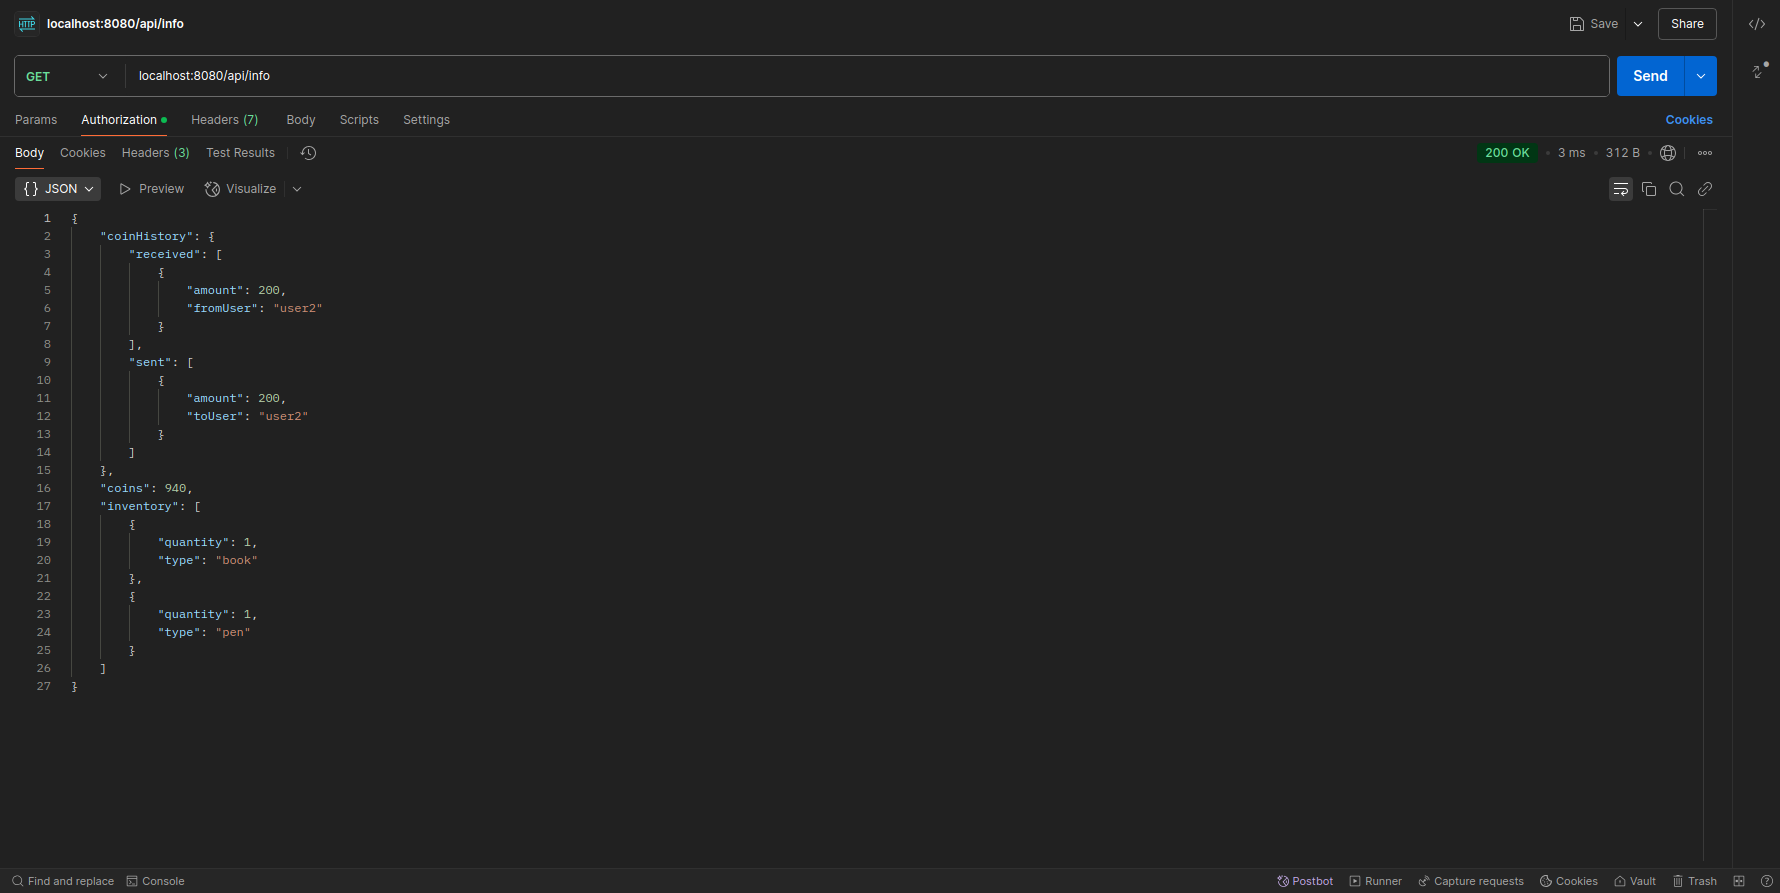 HTTP localhost:8080/api/info Save Share
GET localhost:8080/api/info Send
Params Authorization Headers (7) Body Scripts Settings Cookies
Body Cookies Headers (3) Test Results 200 OK 3 ms 312 B
{} JSON Preview Visualize
1 {
2 "coinHistory": {
3 "received": [
4 {
5 "amount": 200,
6 "fromUser": "user2"
7 }
8 ],
9 "sent": [
10 {
11 "amount": 200,
12 "toUser": "user2"
13 }
14 ]
15 },
16 "coins": 940,
17 "inventory": [
18 {
19 "quantity": 1,
20 "type": "book"
21 },
22 {
23 "quantity": 1,
24 "type": "pen"
25 }
26 ]
27 }
Find and replace Console Postbot Runner Capture requests Cookies Vault Trash